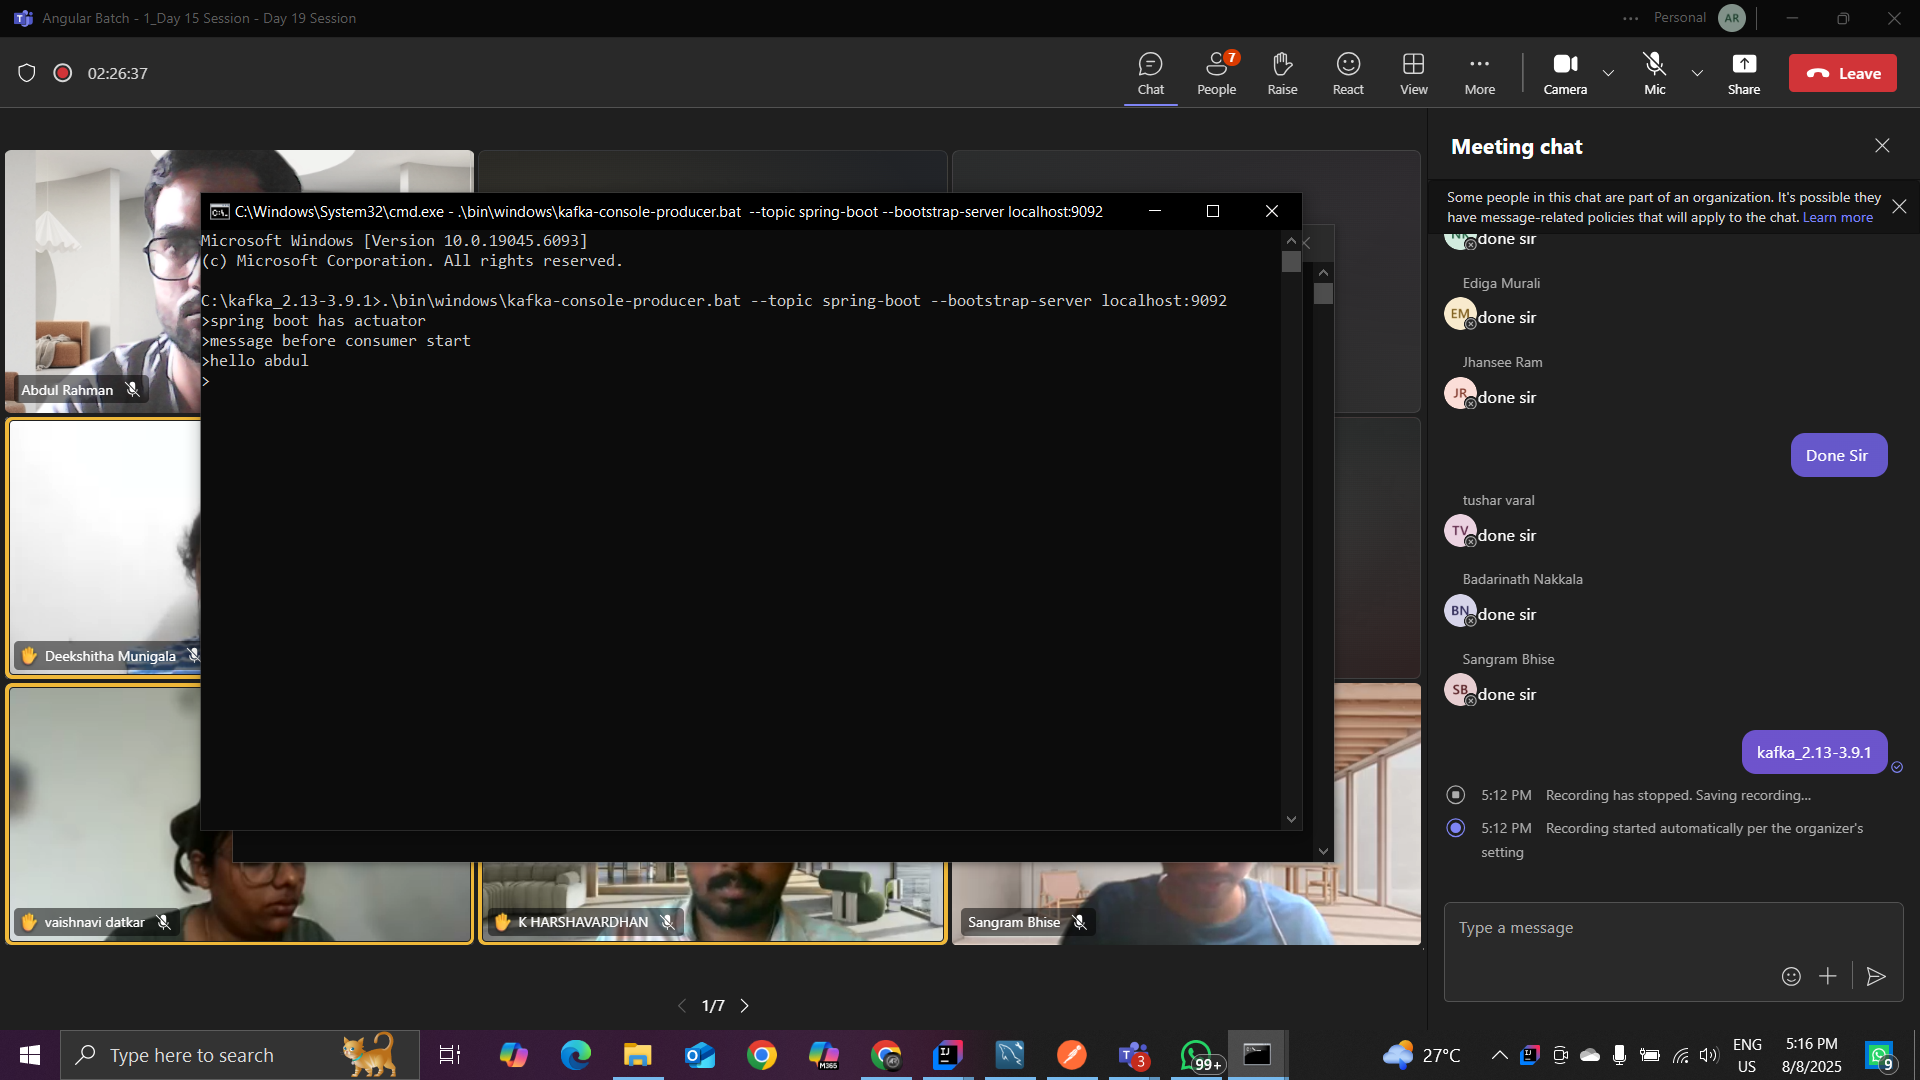 Angular Batch - 1_Day 15 Session - Day 19 Session
Personal
AR
02:26:37
Chat
7
People
Raise
React
View
More
Camera
Mic
Share
Leave
Meeting chat
Some people in this chat are part of an organization. It's possible they
have message-related policies that will apply to the chat. Learn more
done sir
Ediga Murali
EM
done sir
Jhansee Ram
JR
done sir
Done Sir
tushar varal
TV
done sir
Badarinath Nakkala
BN
done sir
Sangram Bhise
SB
done sir
kafka_2.13-3.9.1
5:12 PM Recording has stopped. Saving recording...
5:12 PM Recording started automatically per the organizer's
setting
Type a message
C:\Windows\System32\cmd.exe - .\bin\windows\kafka-console-producer.bat --topic spring-boot --bootstrap-server localhost:9092
Microsoft Windows [Version 10.0.19045.6093]
(c) Microsoft Corporation. All rights reserved.
C:\kafka_2.13-3.9.1>.\bin\windows\kafka-console-producer.bat --topic spring-boot --bootstrap-server localhost:9092
>spring boot has actuator
>message before consumer start
>hello abdul
>
Abdul Rahman
Deekshitha Munigala
vaishnavi datkar
K HARSHAVARDHAN
Sangram Bhise
1/7
Type here to search
M365
3
99+
27°C
ENG
US
5:16 PM
8/8/2025
9